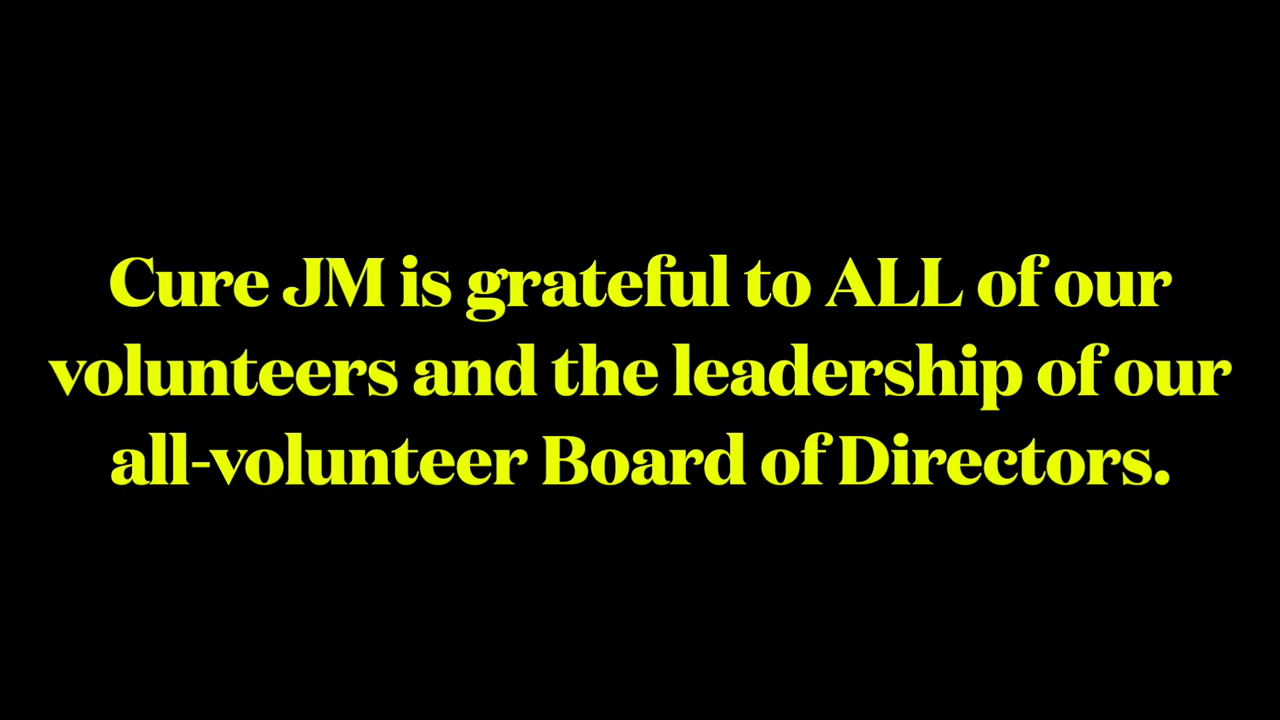 Cure JM is grateful to ALL of our
volunteers and the leadership of our
all-volunteer Board of Directors.